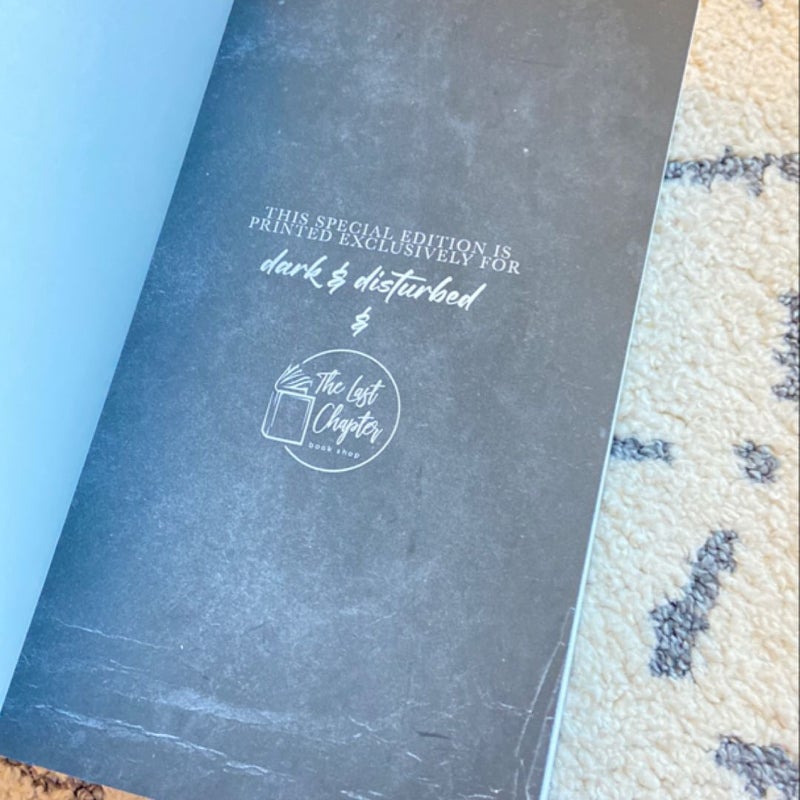 THIS SPECIAL EDITION IS
PRINTED EXCLUSIVELY FOR
dark & disturbed
&
The Last
Chapter
book shop